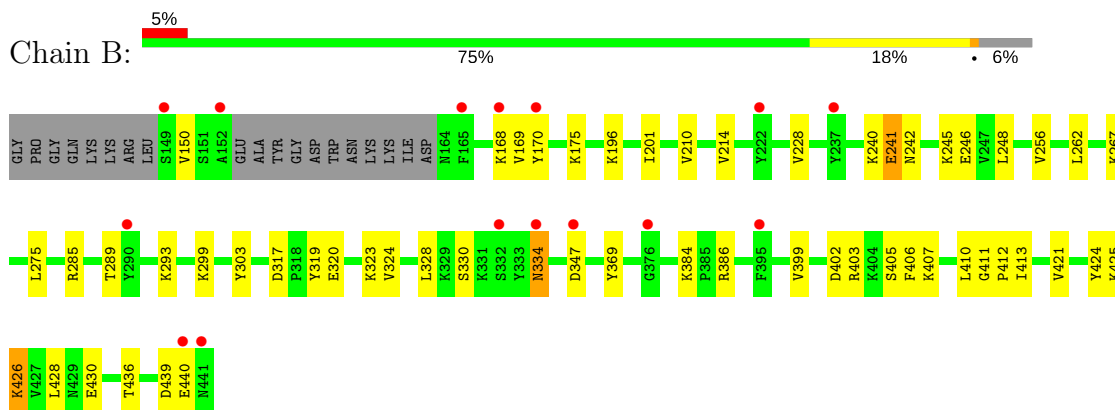 5%
Chain B:
75% 18% • 6%
GLY PRO GLY GLN GLN LYS LYS ARG LEU S149 V150 S151 A152 GLU ALA TYR GLY ASP TRP ASP ASN LYS LYS ILE ASP N164 F165 K168 V169 Y170 K175 K196 I201 V210 V214 Y222 V228 Y237 K240 E241 N242 K245 E246 V247 L248 V256 L262 K267
L275 R285 T289 Y290 K293 K299 Y303 D317 P318 Y319 E320 K323 V324 L328 K329 S330 K331 S332 Y333 N334 D347 Y369 G376 K384 P385 R386 F395 V399 D402 R403 K404 S405 F406 K407 L410 G411 P412 I413 V421 Y424 K425
K426 V427 L428 N429 E430 T436 D439 E440 N441